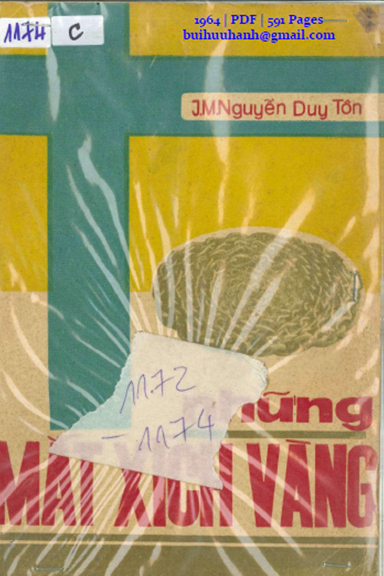 1964 | PDF | 591 Pages
buihuuhanh@gmail.com
1174 C
J.M.Nguyễn Duy Tôn
1172
- 1174
những
MẮT XÍCH VÀNG